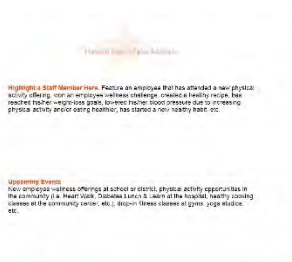 Highlight a Staff Member Here. Feature an employee that has attended a new physical
activity offering, won an employee wellness challenge, created a healthy recipe, has
reached his/her weight-loss goals, lowered his/her blood pressure due to increasing
physical activity and/or eating healthier, has started a new healthy habit, etc.
Upcoming Events
New employee wellness offerings at school or district, physical activity opportunities in
the community (i.e. Heart Walk, Diabetes Lunch & Learn at the hospital, healthy cooking
classes at the community center, etc.), drop-in fitness classes at gyms, yoga studios,
etc.